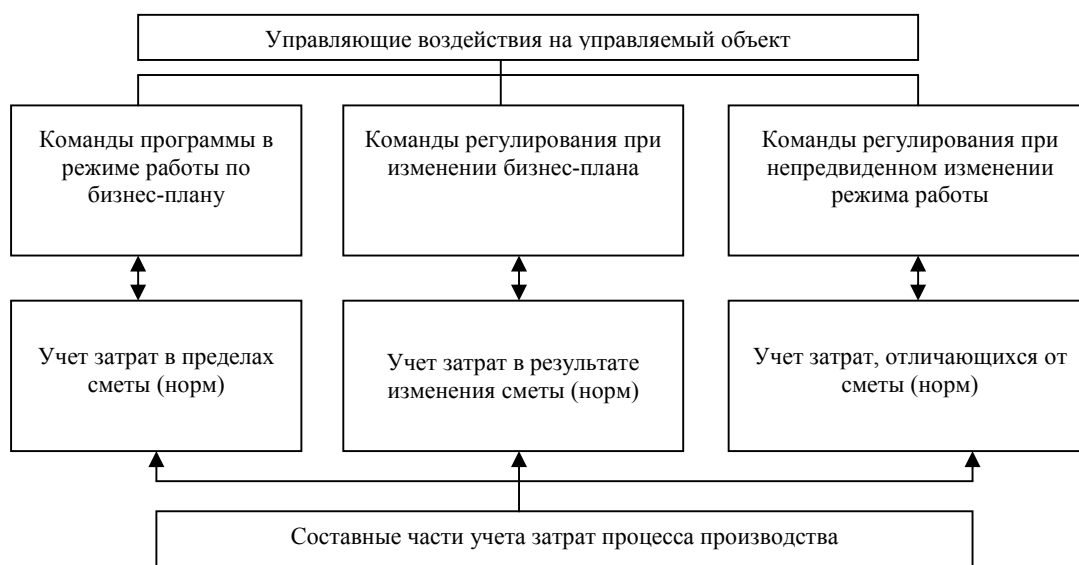 Управляющие воздействия на управляемый объект
Команды программы в
режиме работы по
бизнес-плану
Команды регулирования при
изменении бизнес-плана
Команды регулирования при
непредвиденном изменении
режима работы
Учет затрат в пределах
сметы (норм)
Учет затрат в результате
изменения сметы (норм)
Учет затрат, отличающихся от
сметы (норм)
Составные части учета затрат процесса производства